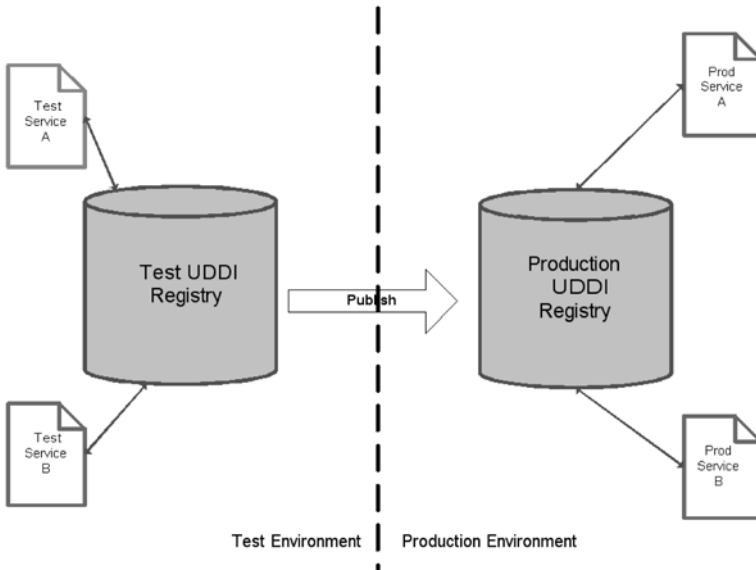 Test
Service
A
Prod
Service
A
Test UDDI
Registry
Publish
Production
UDDI
Registry
Test
Service
B
Prod
Service
B
Test Environment
Production Environment